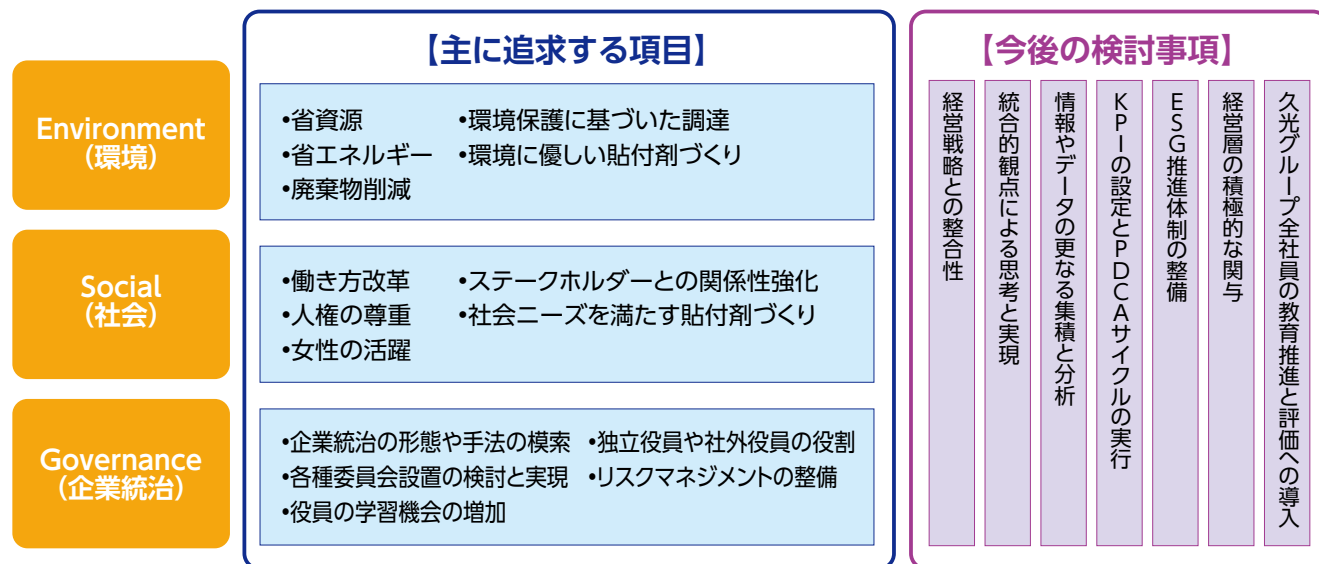 【主に追求する項目】
Environment
(環境)
•省資源
•省エネルギー
•廃棄物削減
•環境保護に基づいた調達
•環境に優しい貼付剤づくり
Social
(社会)
•働き方改革
•人権の尊重
•女性の活躍
•ステークホルダーとの関係性強化
•社会ニーズを満たす貼付剤づくり
Governance
(企業統治)
•企業統治の形態や手法の模索
•各種委員会設置の検討と実現
•役員の学習機会の増加
•独立役員や社外役員の役割
•リスクマネジメントの整備
【今後の検討事項】
経営戦略との整合性
統合的観点による思考と実現
情報やデータの更なる集積と分析
KPIの設定とPDCAサイクルの実行
ESG推進体制の整備
経営層の積極的な関与
久光グループ全社員の教育推進と評価への導入